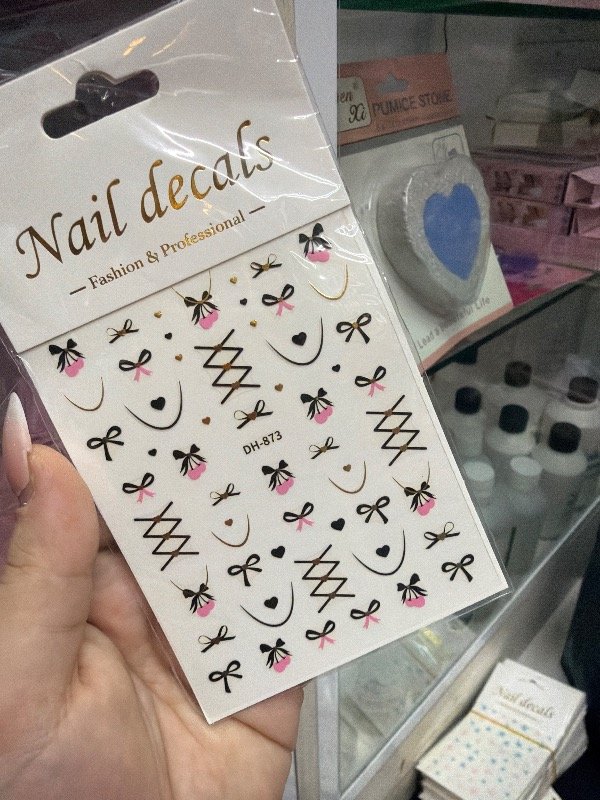 Nail decals
— Fashion & Professional —
DH-873
PUMICE STONE
Nail decals